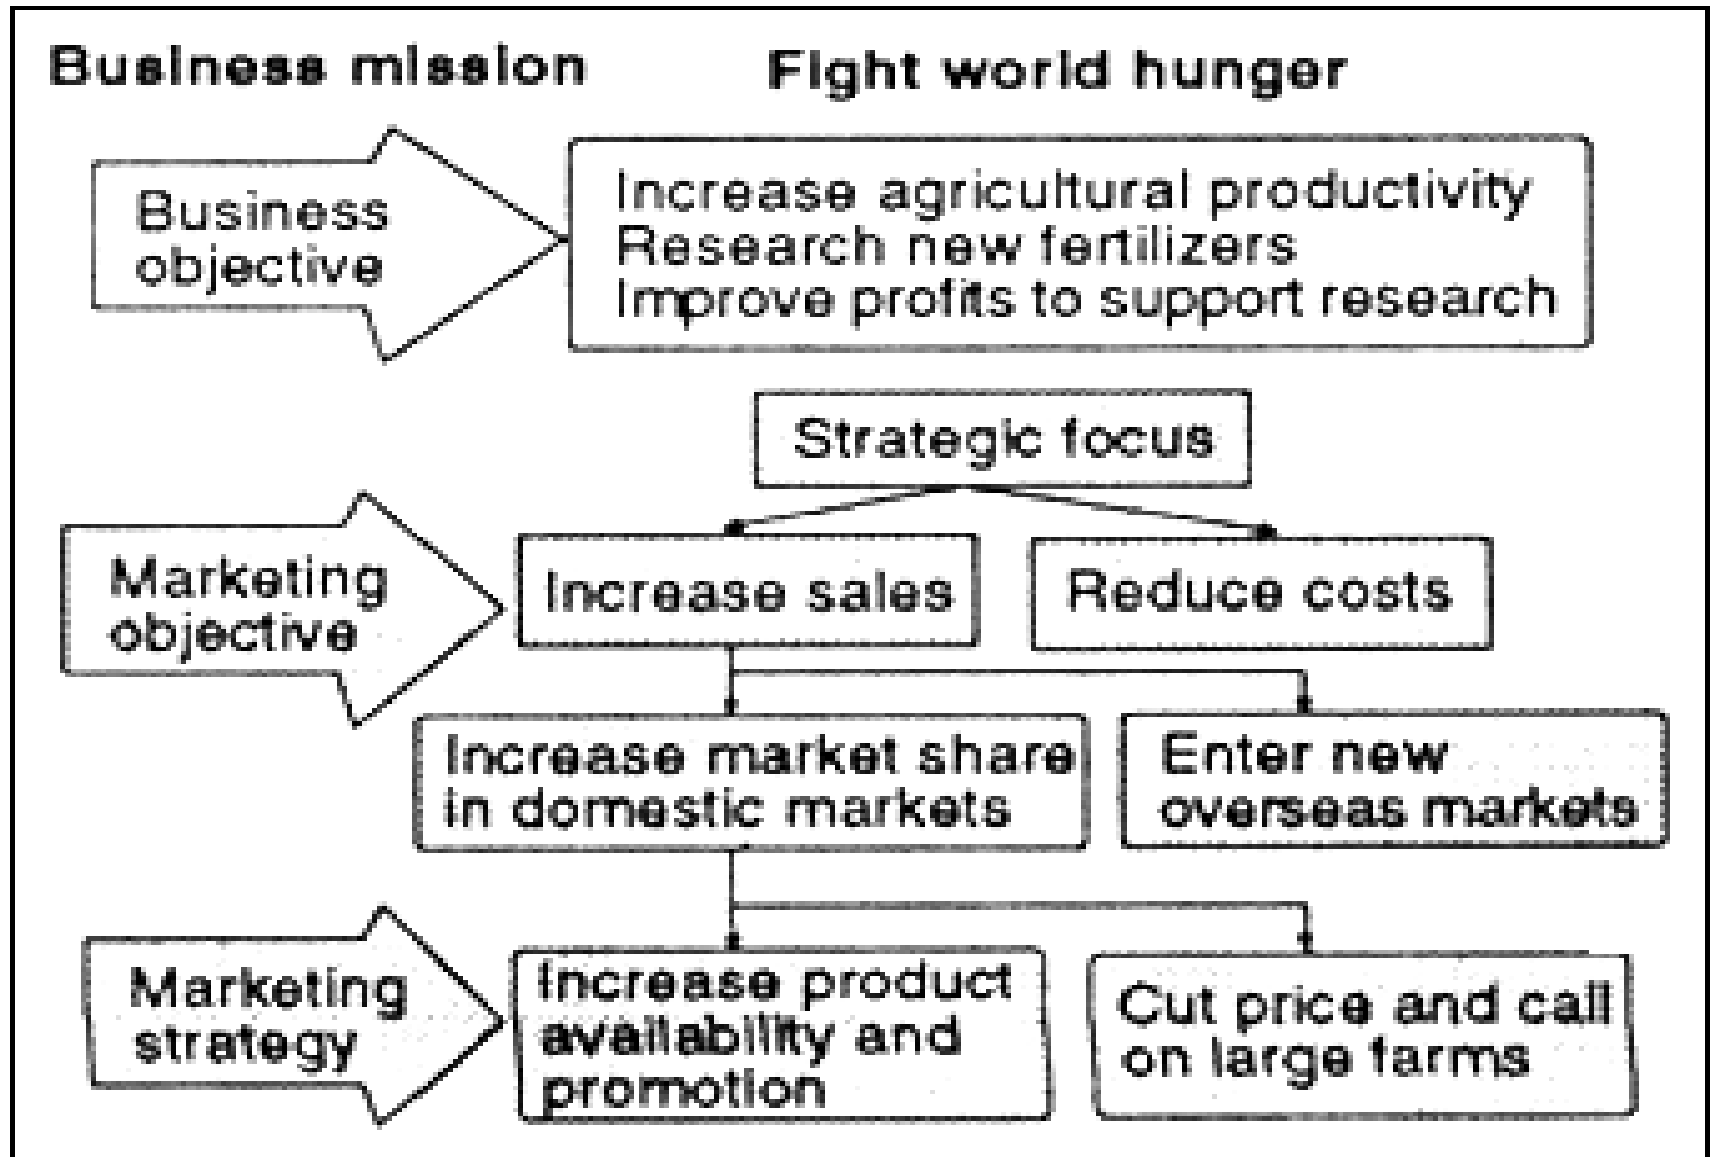 Business mission
Fight world hunger
Business
objective
Increase agricultural productivity
Research new fertilizers
Improve profits to support research
Strategic focus
Marketing
objective
Increase sales
Reduce costs
Increase market share
in domestic markets
Enter new
overseas markets
Marketing
strategy
Increase product
availability and
promotion
Cut price and call
on large farms